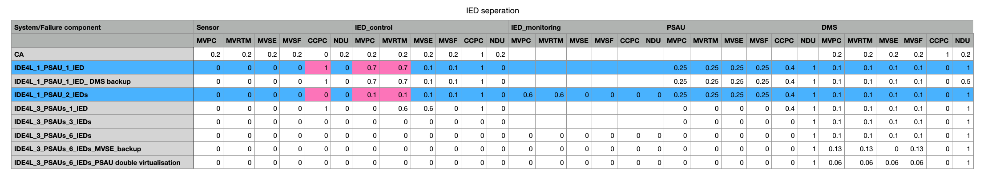 IED seperation
System/Failure component Sensor IED_control IED_monitoring PSAU DMS
MVPC MVRTM MVSE MVSF CCPC NDU MVPC MVRTM MVSE MVSF CCPC NDU MVPC MVRTM MVSE MVSF CCPC NDU MVPC MVRTM MVSE MVSF CCPC NDU MVPC MVRTM MVSE MVSF CCPC NDU
CA 0.2 0.2 0.2 0.2 0 0.2 0.2 0.2 0.2 0.2 1 0.2 0.2 0.2 0.2 0.2 1 0.2
IDE4L_1_PSAU_1_IED 0 0 0 0 1 0 0.7 0.7 0.1 0.1 1 0 0.25 0.25 0.25 0.25 0.4 1 0.1 0.1 0.1 0.1 0 1
IDE4L_1_PSAU_1_IED_ DMS backup 0 0 0 0 1 0 0.7 0.7 0.1 0.1 1 0 0.25 0.25 0.25 0.25 0.4 1 0.1 0.1 0.1 0.1 0 0.5
IDE4L_1_PSAU_2_IEDs 0 0 0 0 0 0 0.1 0.1 0.1 0.1 1 0 0.6 0.6 0 0 0 0 0.25 0.25 0.25 0.25 0.4 1 0.1 0.1 0.1 0.1 0 1
IDE4L_3_PSAUs_1_IED 0 0 0 0 1 0 0 0.6 0.6 0 1 0 0 0 0 0 0.4 1 0.1 0.1 0.1 0.1 0 1
IDE4L_3_PSAUs_3_IEDs 0 0 0 0 0 0 0 0 0 0 0 0 0 0 0 0 0 1 0.1 0.1 0.1 0.1 0 1
IDE4L_3_PSAUs_6_IEDs 0 0 0 0 0 0 0 0 0 0 0 0 0 0 0 0 0 0 0 0 0 0 0 1 0.1 0.1 0.1 0.1 0 1
IDE4L_3_PSAUs_6_IEDs_MVSE_backup 0 0 0 0 0 0 0 0 0 0 0 0 0 0 0 0 0 0 0 0 0 0 0 1 0.13 0.13 0 0.13 0 1
IDE4L_3_PSAUs_6_IEDs_PSAU double virtualisation 0 0 0 0 0 0 0 0 0 0 0 0 0 0 0 0 0 0 0 0 0 0 0 1 0.06 0.06 0.06 0.06 0 1